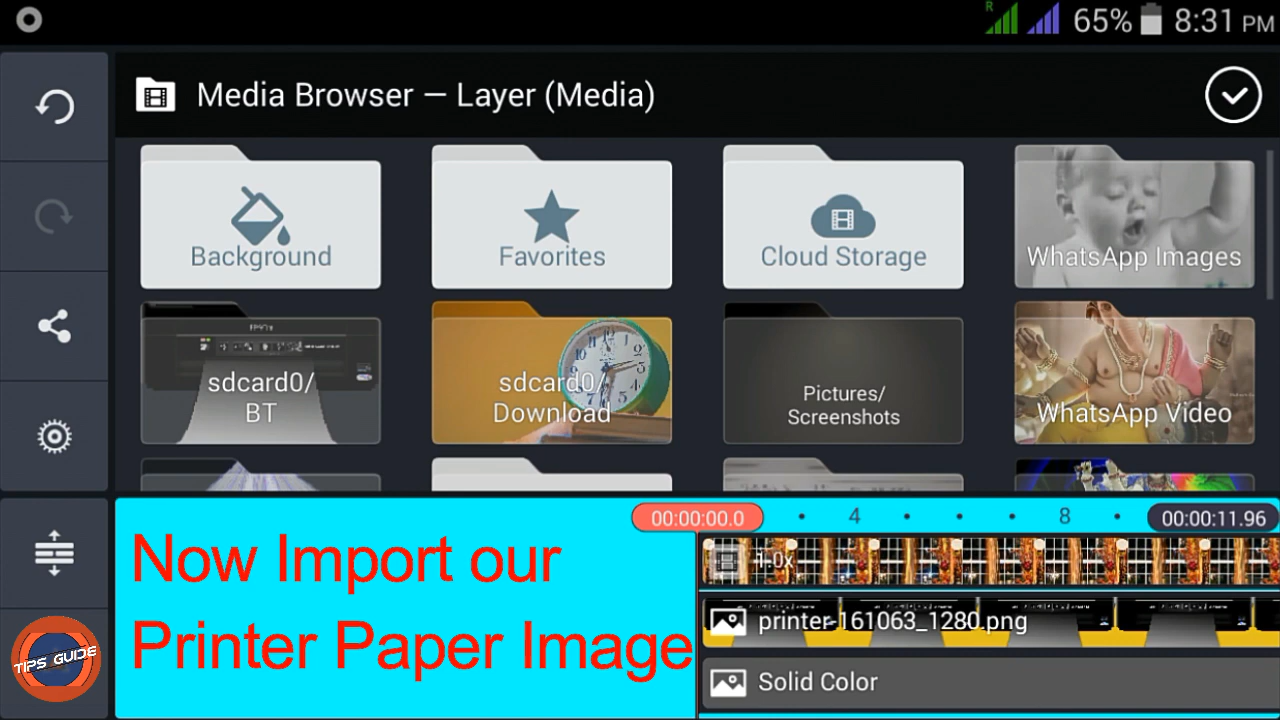 R
65% 8:31 PM
Media Browser — Layer (Media)
Background
Favorites
Cloud Storage
WhatsApp Images
sdcard0/
BT
sdcard0/
Download
Pictures/
Screenshots
WhatsApp Video
00:00:00.0
4
8
00:00:11.96
Now Import our
Printer Paper Image
1.0x
printer-161063_1280.png
Solid Color
TIPS GUIDE